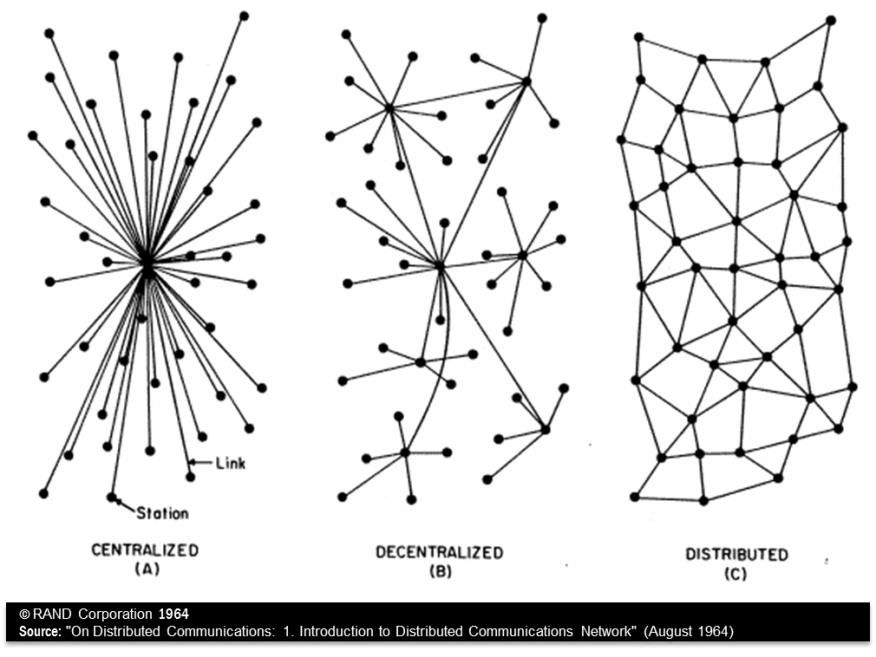 Link
Station
CENTRALIZED
(A)
DECENTRALIZED
(B)
DISTRIBUTED
(C)
© RAND Corporation 1964
Source: "On Distributed Communications: 1. Introduction to Distributed Communications Network" (August 1964)